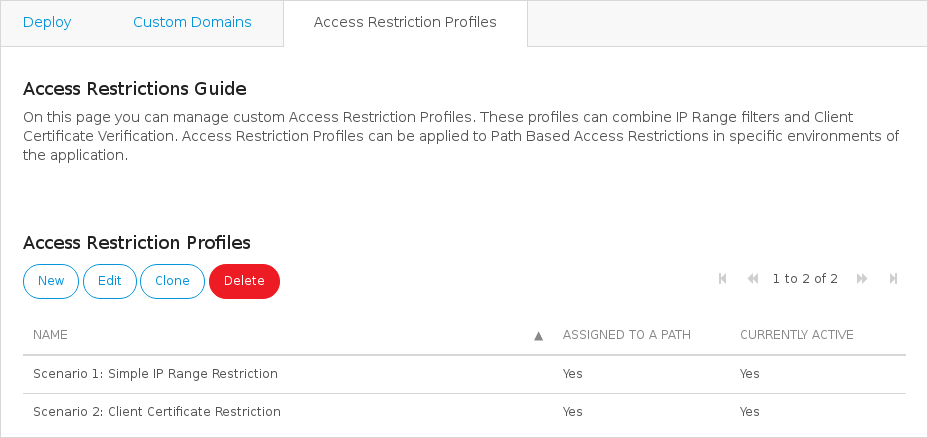 Deploy Custom Domains Access Restriction Profiles
Access Restrictions Guide
On this page you can manage custom Access Restriction Profiles. These profiles can combine IP Range filters and Client
Certificate Verification. Access Restriction Profiles can be applied to Path Based Access Restrictions in specific environments of
the application.
Access Restriction Profiles
New Edit Clone Delete 1 to 2 of 2
NAME ▲ ASSIGNED TO A PATH CURRENTLY ACTIVE
Scenario 1: Simple IP Range Restriction Yes Yes
Scenario 2: Client Certificate Restriction Yes Yes